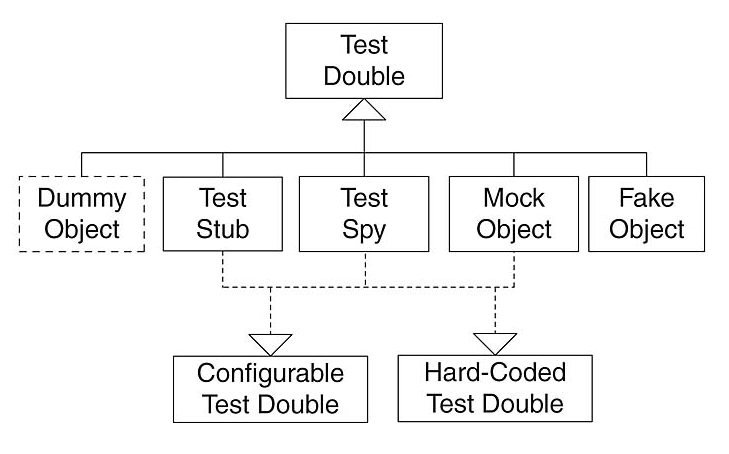 Test
Double
Dummy
Object
Test
Stub
Test
Spy
Mock
Object
Fake
Object
Configurable
Test Double
Hard-Coded
Test Double